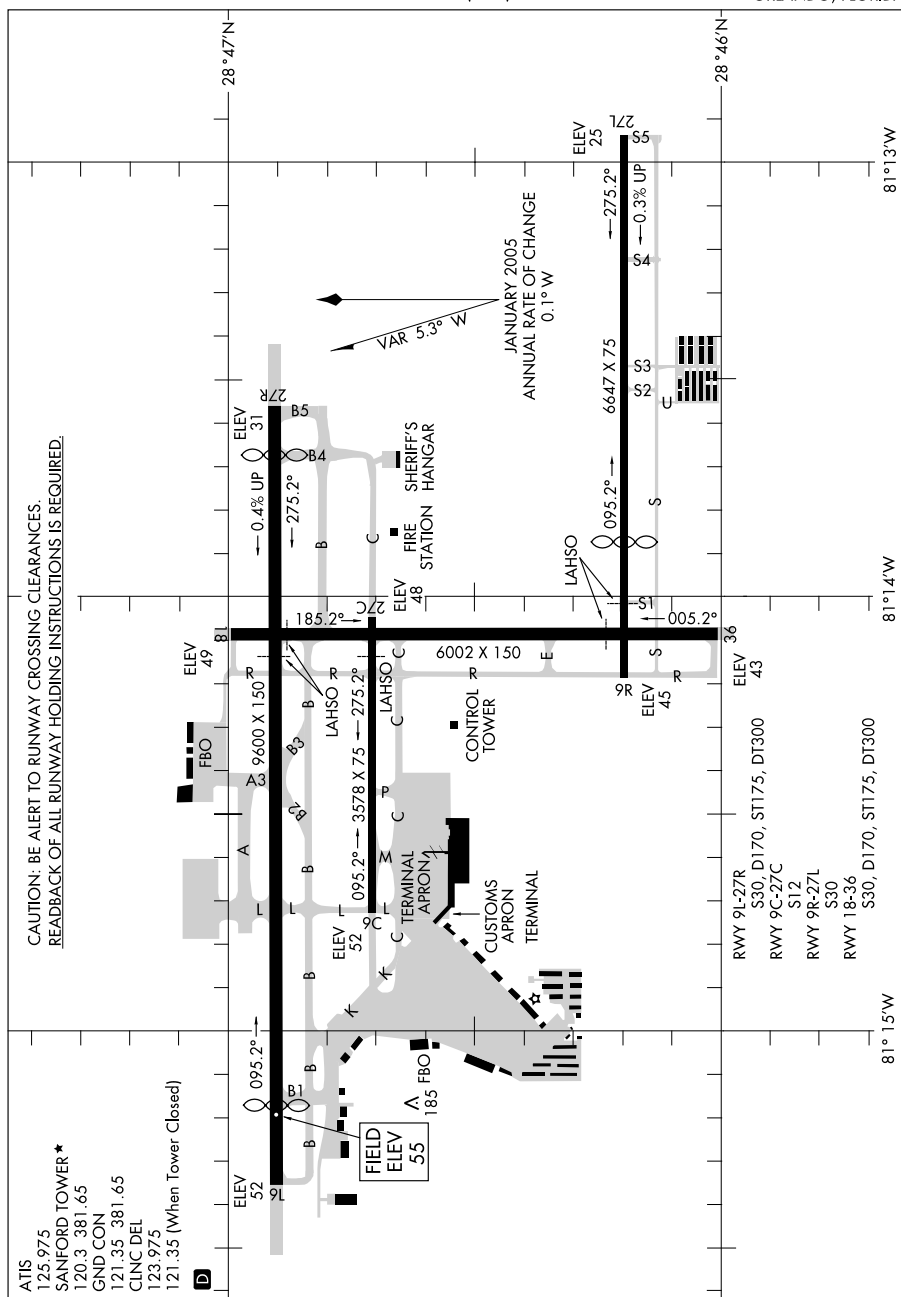 CAUTION: BE ALERT TO RUNWAY CROSSING CLEARANCES.
READBACK OF ALL RUNWAY HOLDING INSTRUCTIONS IS REQUIRED.
ATIS
125.975
SANFORD TOWER★
120.3 381.65
GND CON
121.35 381.65
CLNC DEL
123.975
121.35 (When Tower Closed)
D
28°47'N
28°46'N
81°15'W
81°14'W
81°13'W
JANUARY 2005
ANNUAL RATE OF CHANGE
0.1° W
VAR 5.3° W
ELEV
52
9L
095.2°
9600 X 150
0.4% UP
275.2°
ELEV
31
27R
FIELD
ELEV
55
B
B1
B
B
B
B2
B3
B
B
B4
B5
A
A3
FBO
L
L
L
L
R
R
R
R
ELEV
49
18
185.2°
6002 X 150
005.2°
36
ELEV
43
LAHSO
LAHSO
LAHSO
ELEV
52
9C
095.2°
3578 X 75
275.2°
27C
ELEV
48
K
K
C
C
C
C
C
M
P
E
FIRE
STATION
SHERIFF'S
HANGAR
CONTROL
TOWER
TERMINAL
APRON
CUSTOMS
APRON
TERMINAL
FBO
185
ELEV
45
9R
095.2°
6647 X 75
275.2°
0.3% UP
27L
ELEV
25
S
S1
S
S2
S3
S4
S5
U
RWY 9L-27R
S30, D170, ST175, DT300
RWY 9C-27C
S12
RWY 9R-27L
S30
RWY 18-36
S30, D170, ST175, DT300